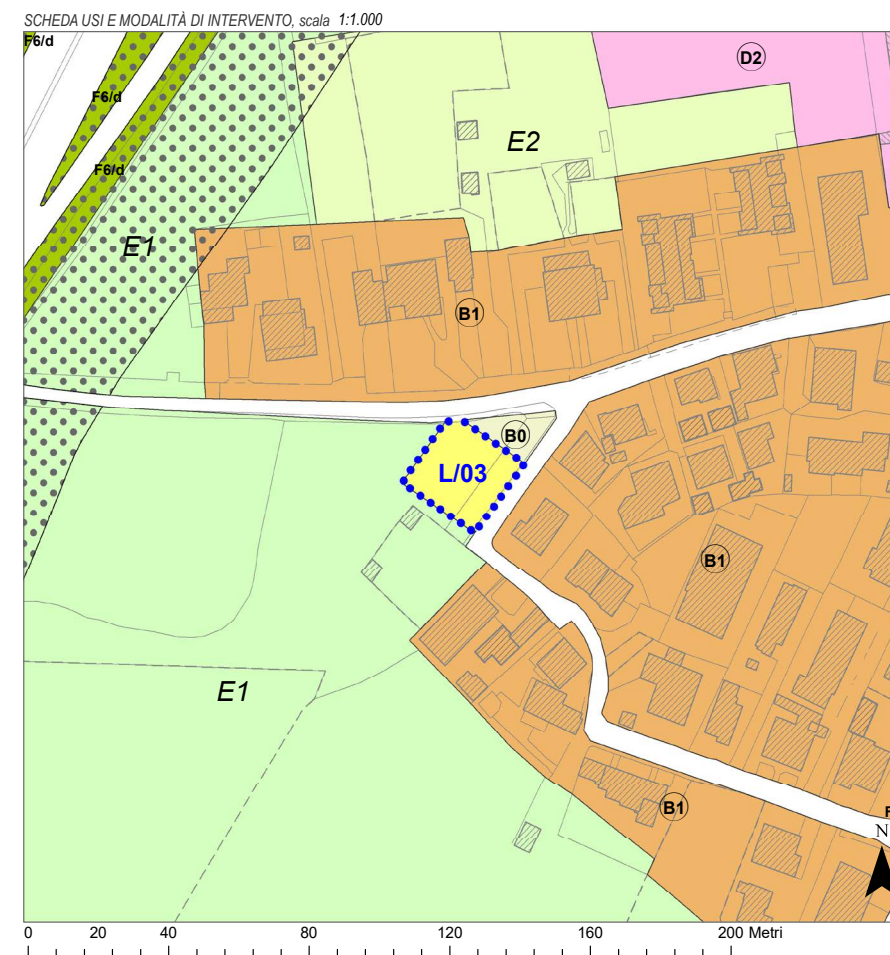 SCHEDA USI E MODALITÀ DI INTERVENTO, scala 1:1.000
F6/d
D2
F6/d
E2
F6/d
E1
B1
B0
L/03
B1
E1
B1
F
N
0 20 40 80 120 160 200 Metri